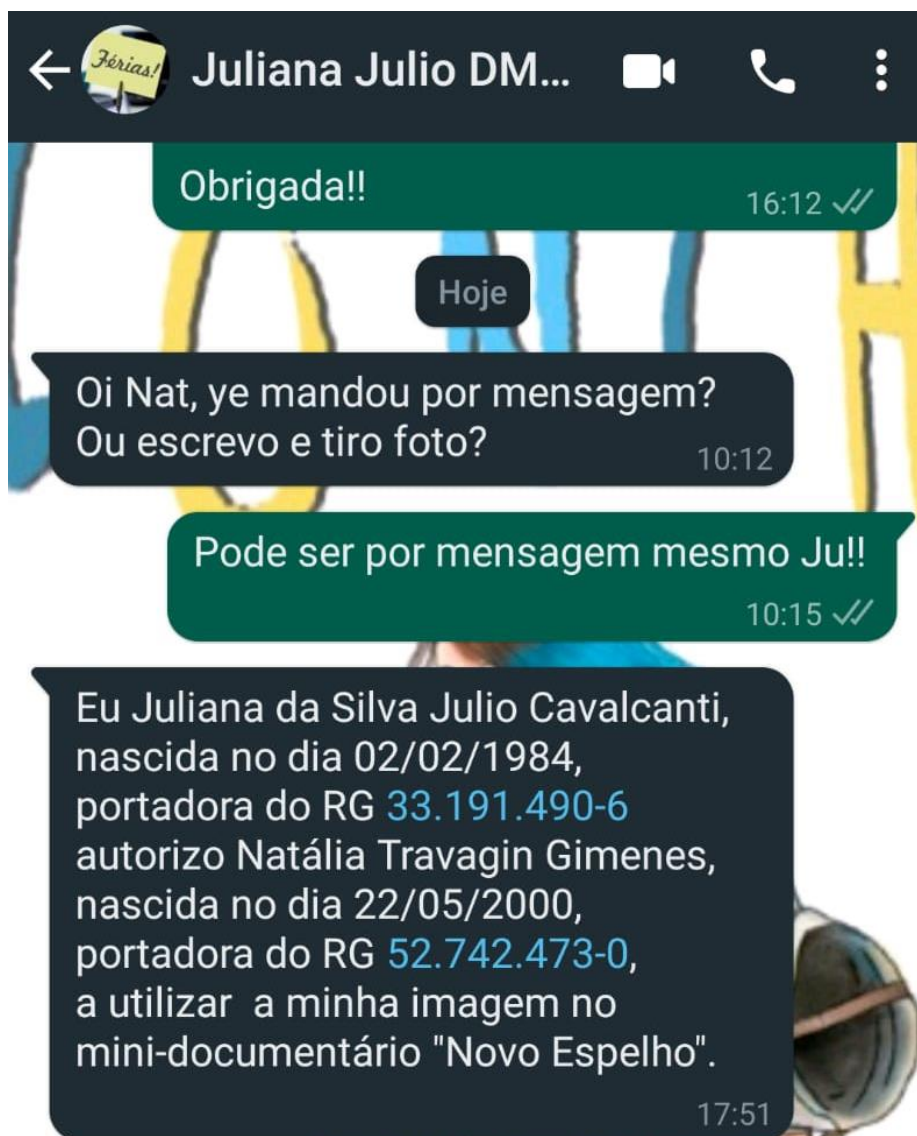 Férias!
Juliana Julio DM...
Obrigada!!
16:12
Hoje
Oi Nat, ye mandou por mensagem?
Ou escrevo e tiro foto?
10:12
Pode ser por mensagem mesmo Ju!!
10:15
Eu Juliana da Silva Julio Cavalcanti,
nascida no dia 02/02/1984,
portadora do RG 33.191.490-6
autorizo Natália Travagin Gimenes,
nascida no dia 22/05/2000,
portadora do RG 52.742.473-0,
a utilizar  a minha imagem no
mini-documentário "Novo Espelho".
17:51